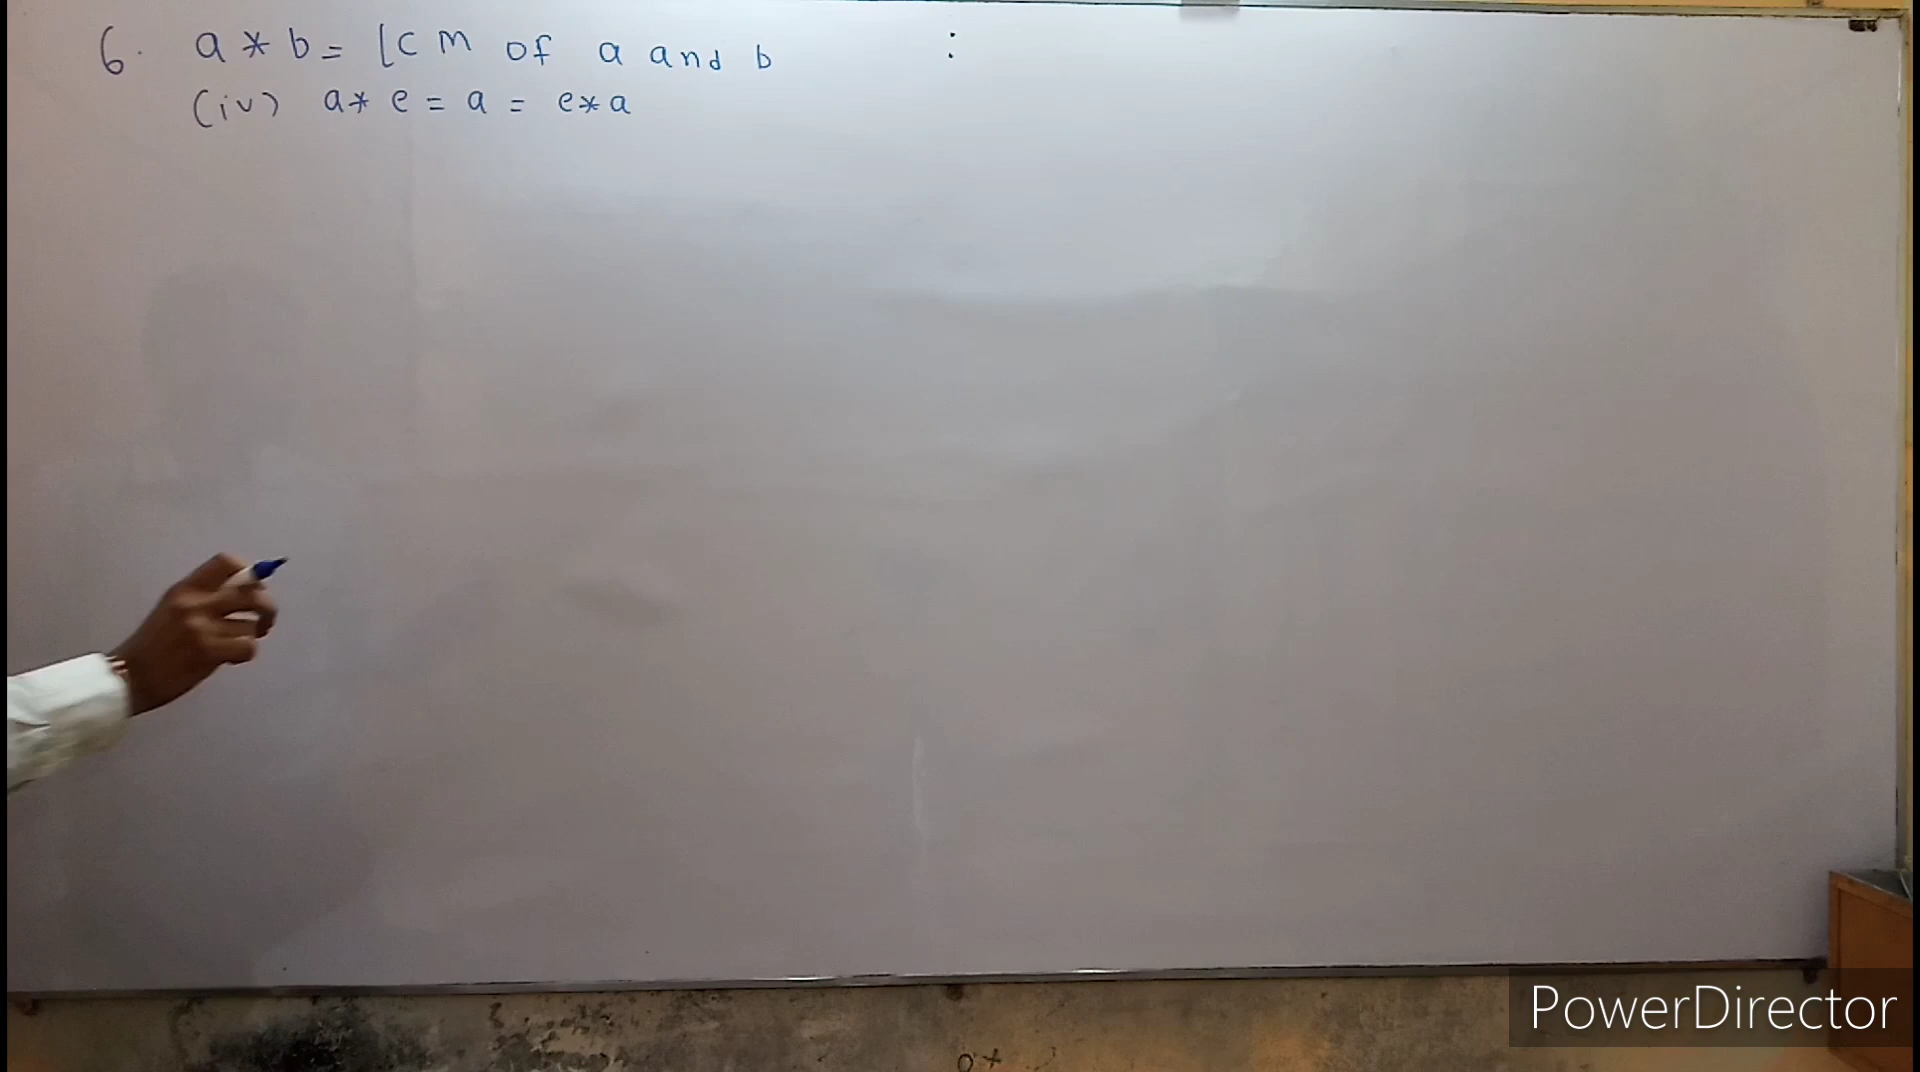 6. a * b = lcm of a and b :
(iv) a * e = a = e * a
PowerDirector